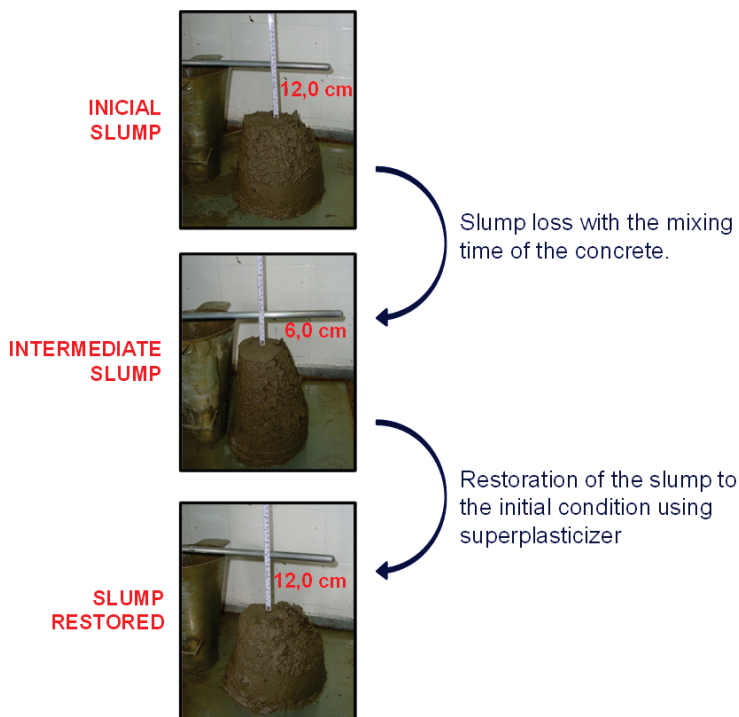 12,0 cm
INICIAL
SLUMP
Slump loss with the mixing
time of the concrete.
6,0 cm
INTERMEDIATE
SLUMP
Restoration of the slump to
the initial condition using
superplasticizer
12,0 cm
SLUMP
RESTORED